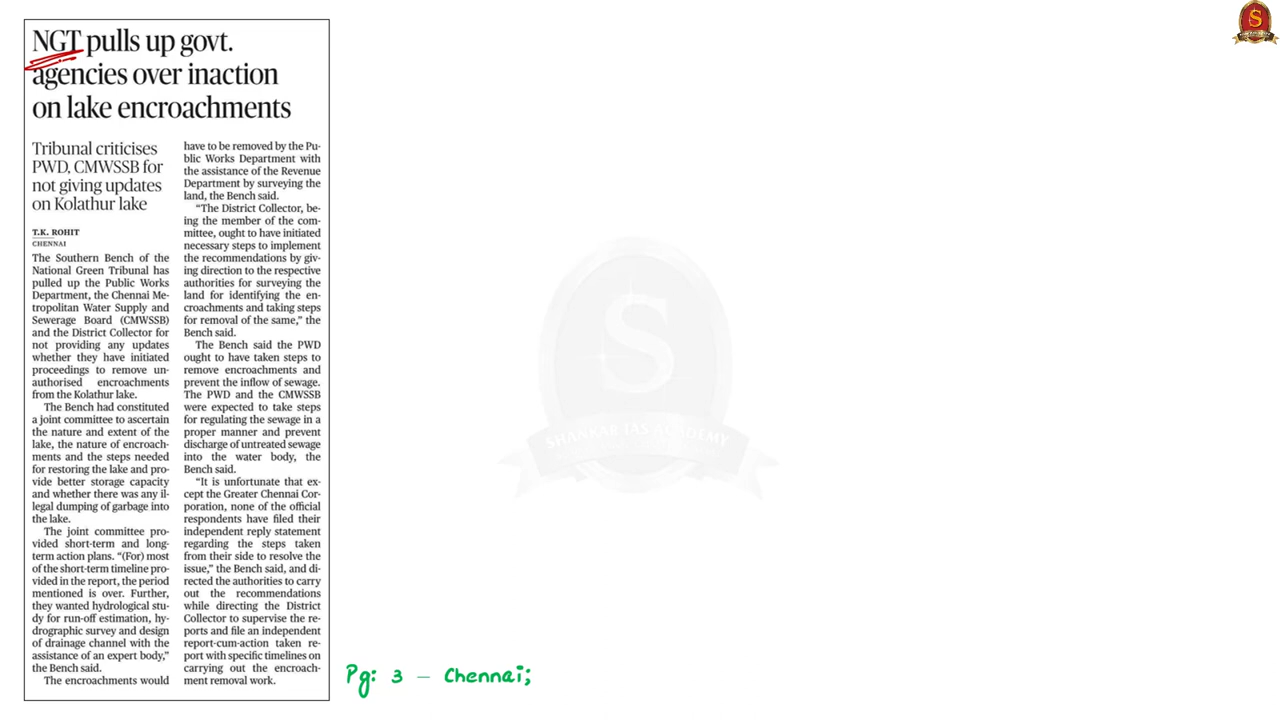 NGT pulls up govt.
agencies over inaction
on lake encroachments
Tribunal criticises
PWD, CMWSSB for
not giving updates
on Kolathur lake
T.K. ROHIT
CHENNAI
The Southern Bench of the
National Green Tribunal has
pulled up the Public Works
Department, the Chennai Me-
tropolitan Water Supply and
Sewerage Board (CMWSSB)
and the District Collector for
not providing any updates
whether they have initiated
proceedings to remove un-
authorised encroachments
from the Kolathur lake.
The Bench had constituted
a joint committee to ascertain
the nature and extent of the
lake, the nature of encroach-
ments and the steps needed
for restoring the lake and pro-
vide better storage capacity
and whether there was any il-
legal dumping of garbage into
the lake.
The joint committee pro-
vided short-term and long-
term action plans. “(For) most
of the short-term timeline pro-
vided in the report, the period
mentioned is over. Further,
they wanted hydrological stu-
dy for run-off estimation, hy-
drographic survey and design
of drainage channel with the
assistance of an expert body,”
the Bench said.
The encroachments would
have to be removed by the Pu-
blic Works Department with
the assistance of the Revenue
Department by surveying the
land, the Bench said.
“The District Collector, be-
ing the member of the com-
mittee, ought to have initiated
necessary steps to implement
the recommendations by giv-
ing direction to the respective
authorities for surveying the
land for identifying the en-
croachments and taking steps
for removal of the same,” the
Bench said.
The Bench said the PWD
ought to have taken steps to
remove encroachments and
prevent the inflow of sewage.
The PWD and the CMWSSB
were expected to take steps
for regulating the sewage in a
proper manner and prevent
discharge of untreated sewage
into the water body, the
Bench said.
“It is unfortunate that ex-
cept the Greater Chennai Cor-
poration, none of the official
respondents have filed their
independent reply statement
regarding the steps taken
from their side to resolve the
issue,” the Bench said, and di-
rected the authorities to carry
out the recommendations
while directing the District
Collector to supervise the re-
ports and file an independent
report-cum-action taken re-
port with specific timelines on
carrying out the encroach-
ment removal work.
Pg: 3 – Chennai;
S
SHANKAR IAS ACADEMY
S